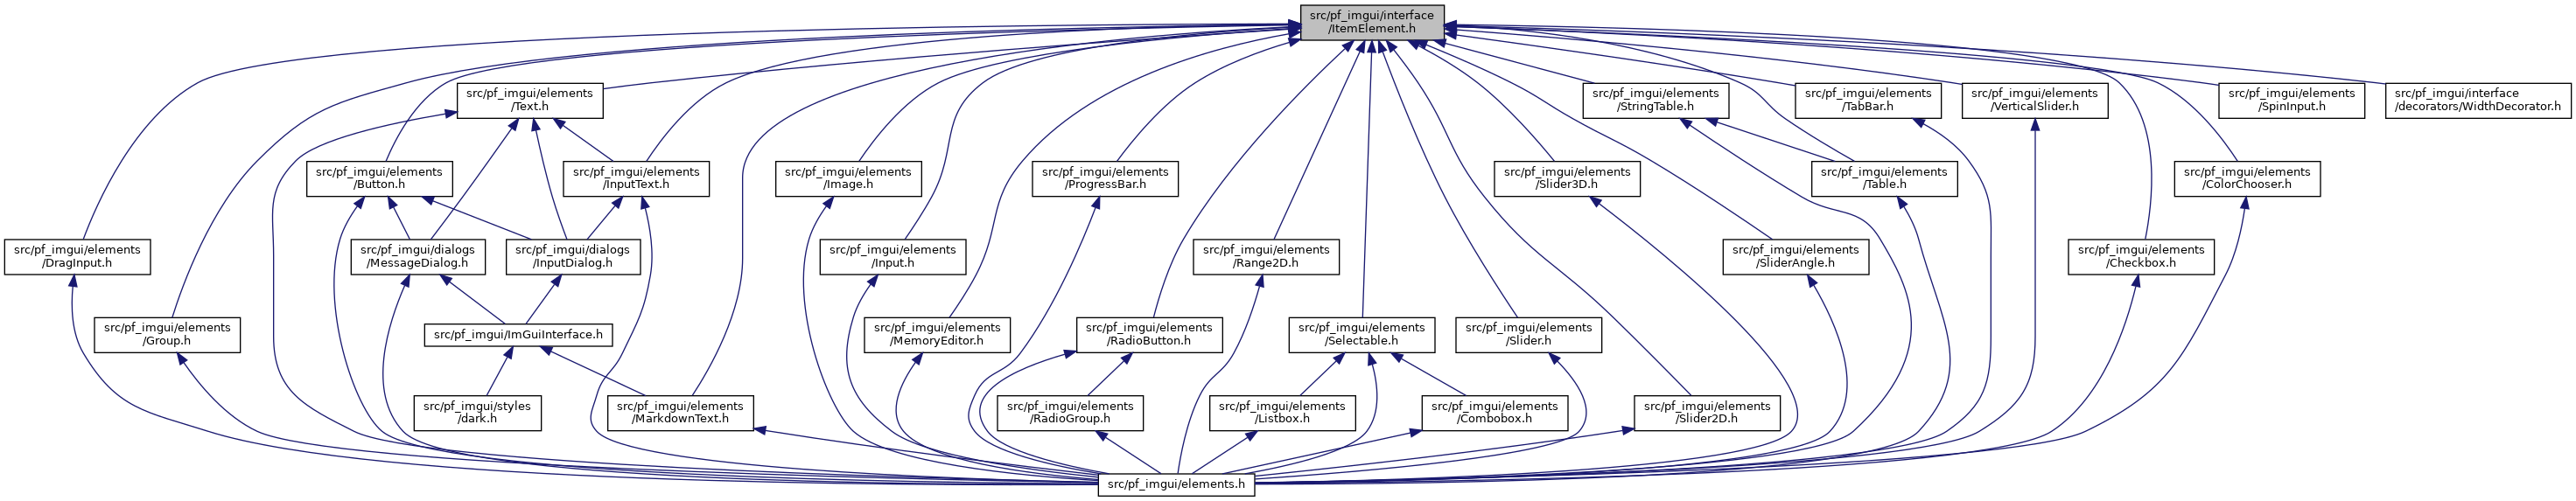 src/pf_imgui/interface
/ItemElement.h
src/pf_imgui/elements
/Text.h
src/pf_imgui/elements
/StringTable.h
src/pf_imgui/elements
/TabBar.h
src/pf_imgui/elements
/VerticalSlider.h
src/pf_imgui/elements
/SpinInput.h
src/pf_imgui/interface
/decorators/WidthDecorator.h
src/pf_imgui/elements
/Button.h
src/pf_imgui/elements
/InputText.h
src/pf_imgui/elements
/Image.h
src/pf_imgui/elements
/ProgressBar.h
src/pf_imgui/elements
/Slider3D.h
src/pf_imgui/elements
/Table.h
src/pf_imgui/elements
/ColorChooser.h
src/pf_imgui/elements
/DragInput.h
src/pf_imgui/dialogs
/MessageDialog.h
src/pf_imgui/dialogs
/InputDialog.h
src/pf_imgui/elements
/Input.h
src/pf_imgui/elements
/Range2D.h
src/pf_imgui/elements
/SliderAngle.h
src/pf_imgui/elements
/Checkbox.h
src/pf_imgui/elements
/Group.h
src/pf_imgui/ImGuiInterface.h
src/pf_imgui/elements
/MemoryEditor.h
src/pf_imgui/elements
/RadioButton.h
src/pf_imgui/elements
/Selectable.h
src/pf_imgui/elements
/Slider.h
src/pf_imgui/styles
/dark.h
src/pf_imgui/elements
/MarkdownText.h
src/pf_imgui/elements
/RadioGroup.h
src/pf_imgui/elements
/Listbox.h
src/pf_imgui/elements
/Combobox.h
src/pf_imgui/elements
/Slider2D.h
src/pf_imgui/elements.h